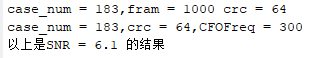 case_num = 183,fram = 1000 crc = 64
case_num = 183,crc = 64,CFOFreq = 300
以上是SNR = 6.1 的结果